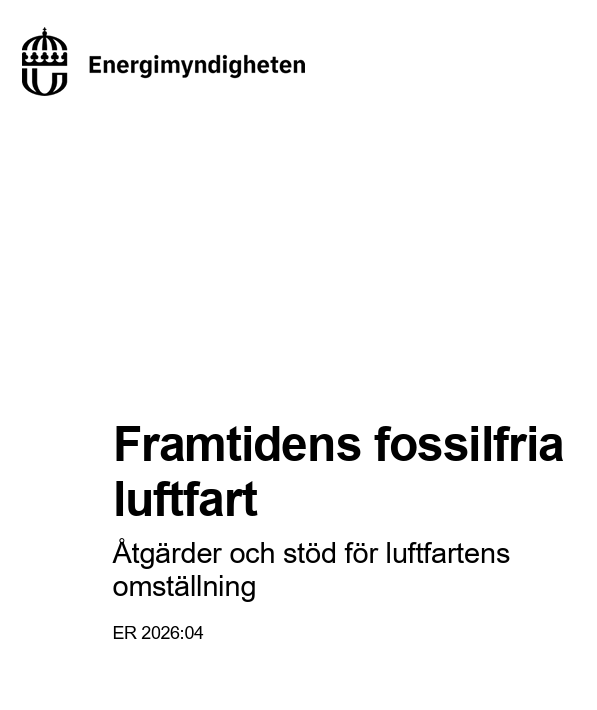 Energimyndigheten
Framtidens fossilfria
luftfart
Åtgärder och stöd för luftfartens
omställning
ER 2026:04